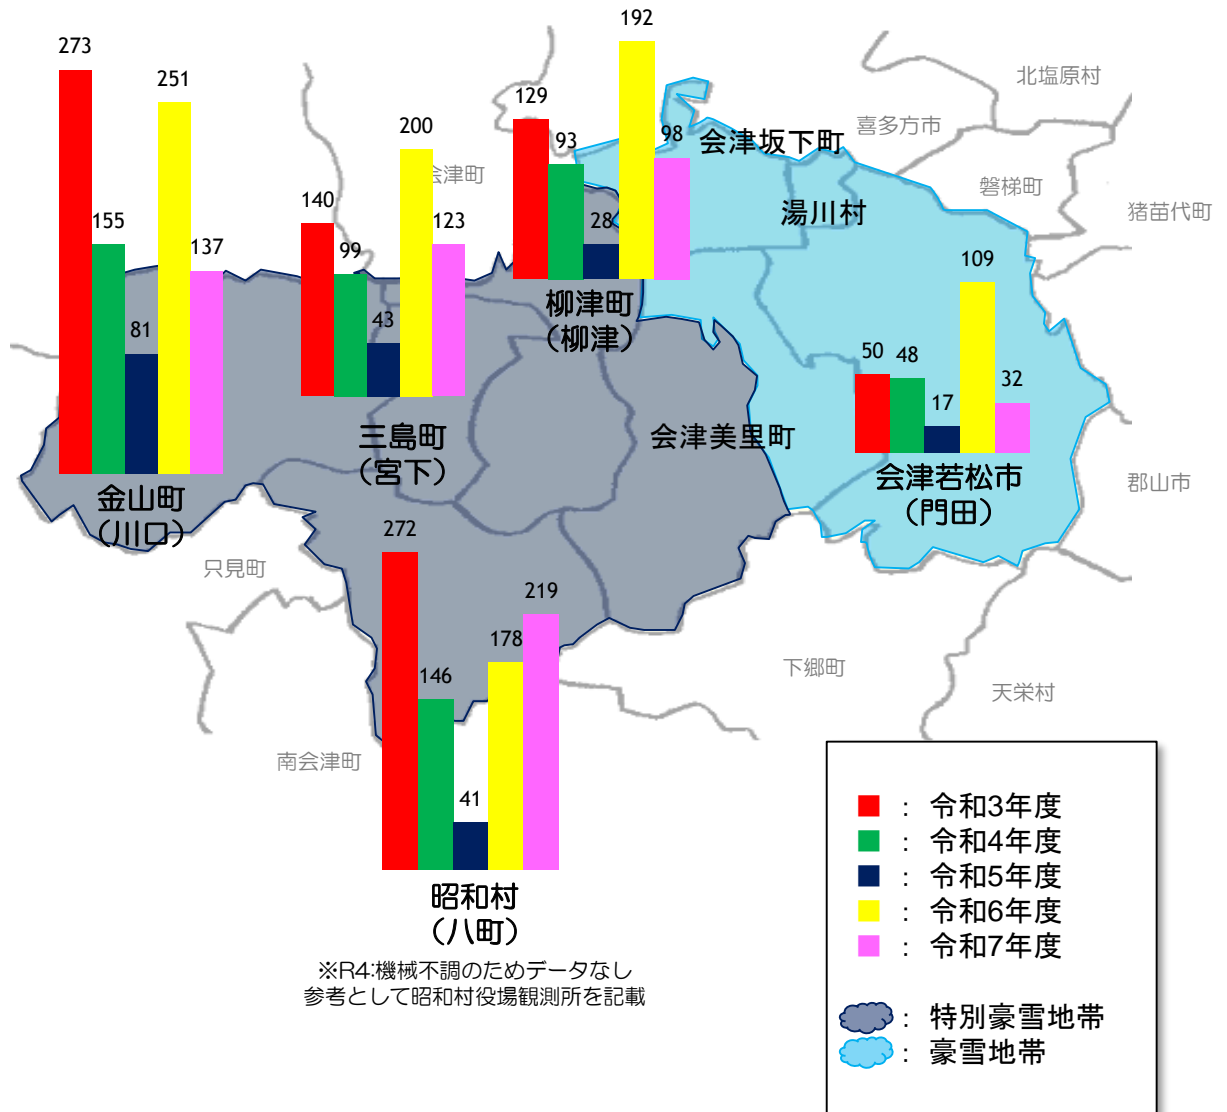 273
155
81
251
137
金山町
(川口)
140
99
43
200
123
三島町
(宮下)
129
93
28
192
98
柳津町
(柳津)
50
48
17
109
32
会津若松市
(門田)
272
146
41
178
219
昭和村
(八町)
※R4:機械不調のためデータなし
参考として昭和村役場観測所を記載
会津坂下町
湯川村
会津美里町
会津町
喜多方市
北塩原村
磐梯町
猪苗代町
郡山市
只見町
南会津町
下郷町
天栄村
:令和3年度
:令和4年度
:令和5年度
:令和6年度
:令和7年度
:特別豪雪地帯
:豪雪地帯